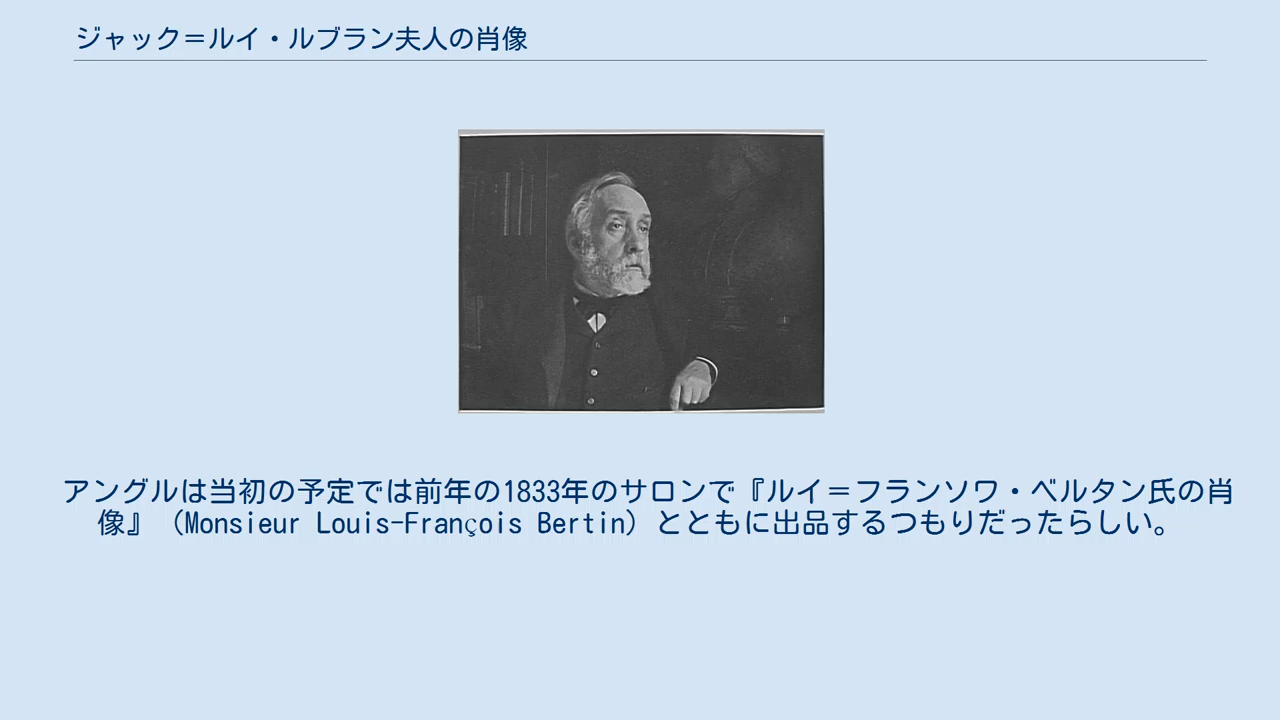 ジャック＝ルイ・ルブラン夫人の肖像
アングルは当初の予定では前年の1833年のサロンで『ルイ＝フランソワ・ベルタン氏の肖
像』（Monsieur Louis-François Bertin）とともに出品するつもりだったらしい。